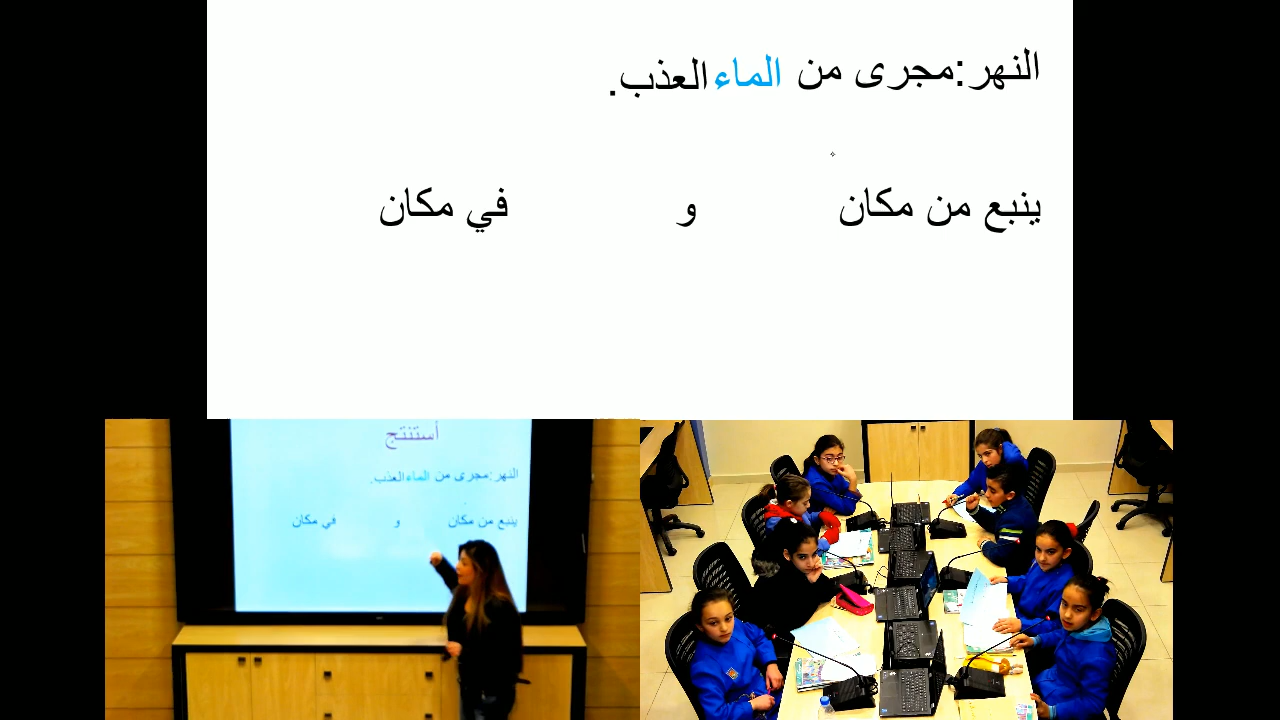 النهر:مجرى من الماء العذب.
ينبع من مكان و في مكان
أستنتج
النهر:مجرى من الماء العذب.
ينبع من مكان و في مكان